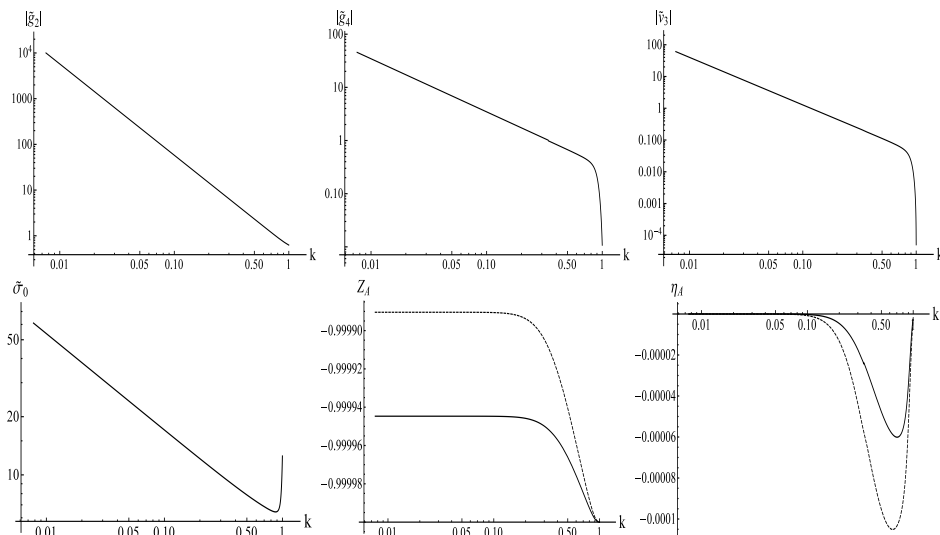 |g̃₂|
10⁴
1000
100
10
1
0.01 0.05 0.10 0.50 1 k
|g̃₄|
100
10
1
0.10
0.01 0.05 0.10 0.50 1 k
|ṽ₃|
100
10
1
0.100
0.010
0.001
10⁻⁴
0.01 0.05 0.10 0.50 1 k
σ̃₀
50
20
10
0.01 0.05 0.10 0.50 1 k
Z_A
−0.99990
−0.99992
−0.99994
−0.99996
−0.99998
0.01 0.05 0.10 0.50 1 k
η_A
0.01 0.05 0.10 0.50 1 k
−0.00002
−0.00004
−0.00006
−0.00008
−0.0001